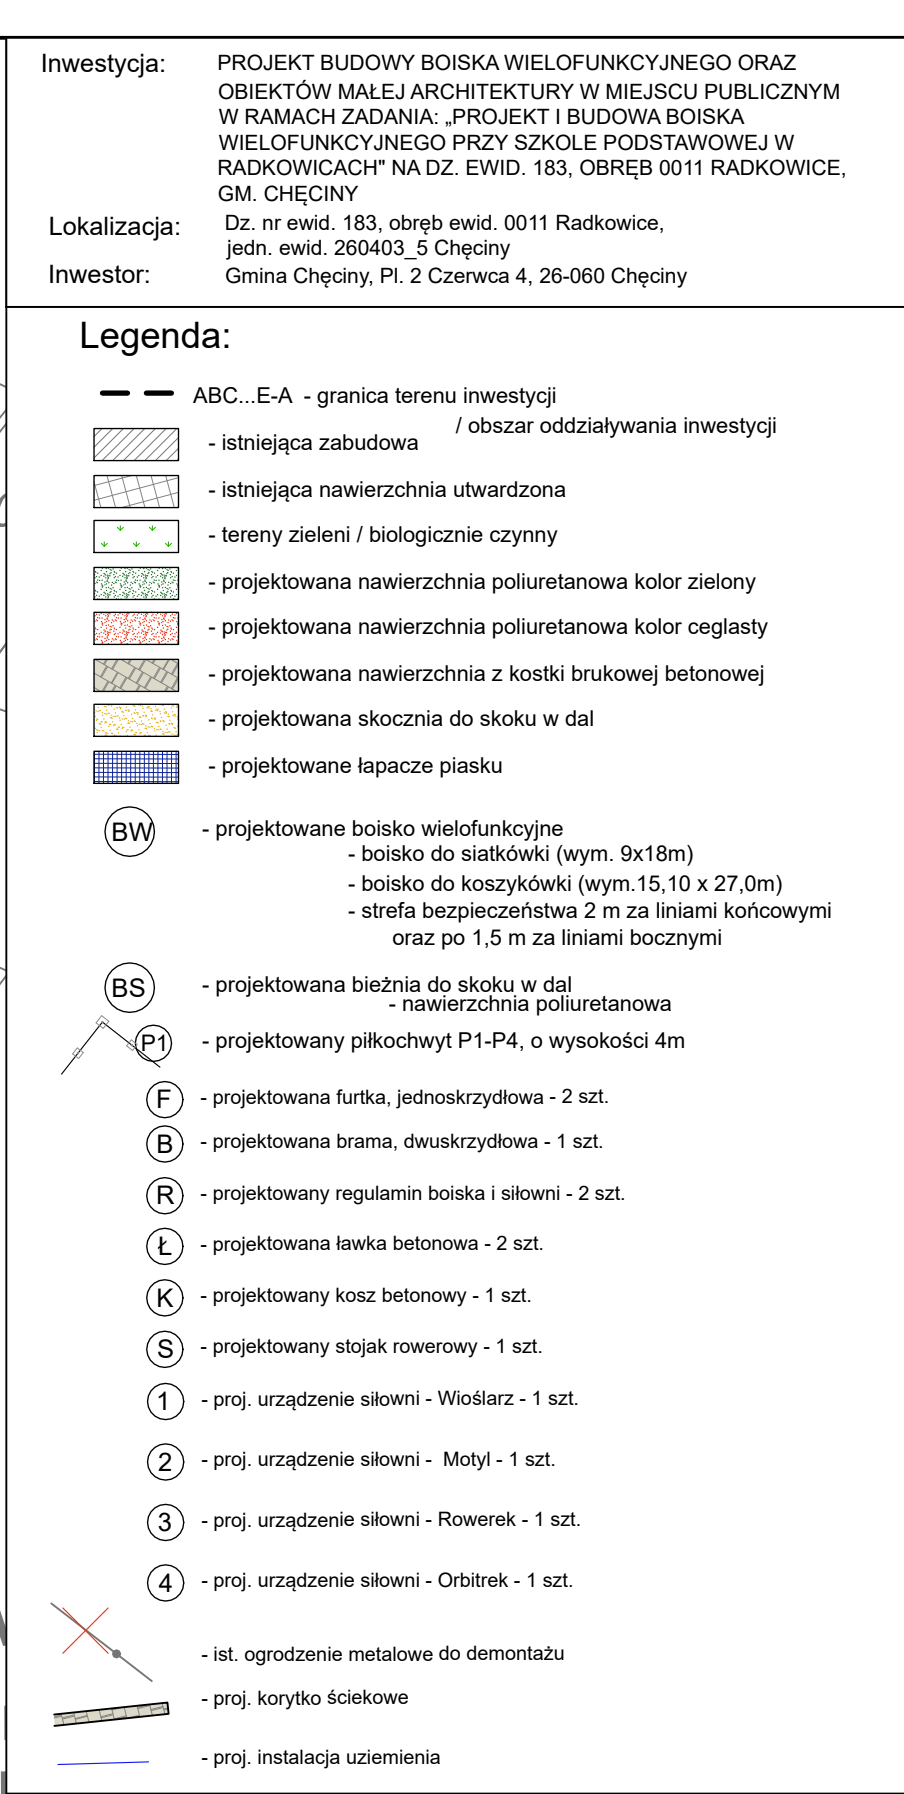 Inwestycja: PROJEKT BUDOWY BOISKA WIELOFUNKCYJNEGO ORAZ
OBIEKTÓW MAŁEJ ARCHITEKTURY W MIEJSCU PUBLICZNYM
W RAMACH ZADANIA: „PROJEKT I BUDOWA BOISKA
WIELOFUNKCYJNEGO PRZY SZKOLE PODSTAWOWEJ W
RADKOWICACH" NA DZ. EWID. 183, OBRĘB 0011 RADKOWICE,
GM. CHĘCINY
Lokalizacja: Dz. nr ewid. 183, obręb ewid. 0011 Radkowice,
jedn. ewid. 260403_5 Chęciny
Inwestor: Gmina Chęciny, Pl. 2 Czerwca 4, 26-060 Chęciny
Legenda:
ABC...E-A - granica terenu inwestycji
/ obszar oddziaływania inwestycji
- istniejąca zabudowa
- istniejąca nawierzchnia utwardzona
- tereny zieleni / biologicznie czynny
- projektowana nawierzchnia poliuretanowa kolor zielony
- projektowana nawierzchnia poliuretanowa kolor ceglasty
- projektowana nawierzchnia z kostki brukowej betonowej
- projektowana skocznia do skoku w dal
- projektowane łapacze piasku
BW - projektowane boisko wielofunkcyjne
- boisko do siatkówki (wym. 9x18m)
- boisko do koszykówki (wym.15,10 x 27,0m)
- strefa bezpieczeństwa 2 m za liniami końcowymi
oraz po 1,5 m za liniami bocznymi
BS - projektowana bieżnia do skoku w dal
- nawierzchnia poliuretanowa
P1 - projektowany piłkochwyt P1-P4, o wysokości 4m
F - projektowana furtka, jednoskrzydłowa - 2 szt.
B - projektowana brama, dwuskrzydłowa - 1 szt.
R - projektowany regulamin boiska i siłowni - 2 szt.
Ł - projektowana ławka betonowa - 2 szt.
K - projektowany kosz betonowy - 1 szt.
S - projektowany stojak rowerowy - 1 szt.
1 - proj. urządzenie siłowni - Wioślarz - 1 szt.
2 - proj. urządzenie siłowni - Motyl - 1 szt.
3 - proj. urządzenie siłowni - Rowerek - 1 szt.
4 - proj. urządzenie siłowni - Orbitrek - 1 szt.
- ist. ogrodzenie metalowe do demontażu
- proj. korytko ściekowe
- proj. instalacja uziemienia